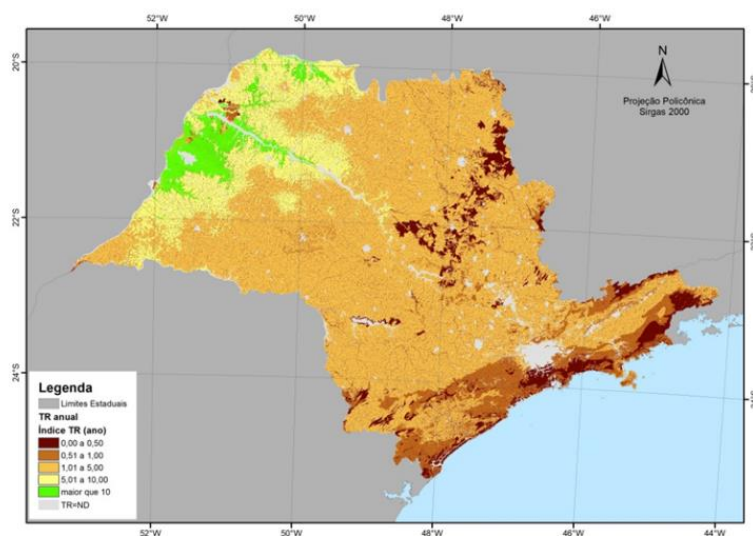 52°W
50°W
48°W
46°W
20°S
N
Projeção Policônica
Sirgas 2000
22°S
24°S
Legenda
Limites Estaduais
TR anual
Índice TR (ano)
0,00 a 0,50
0,51 a 1,00
1,01 a 5,00
5,01 a 10,00
maior que 10
TR=ND
52°W
50°W
48°W
46°W
44°W